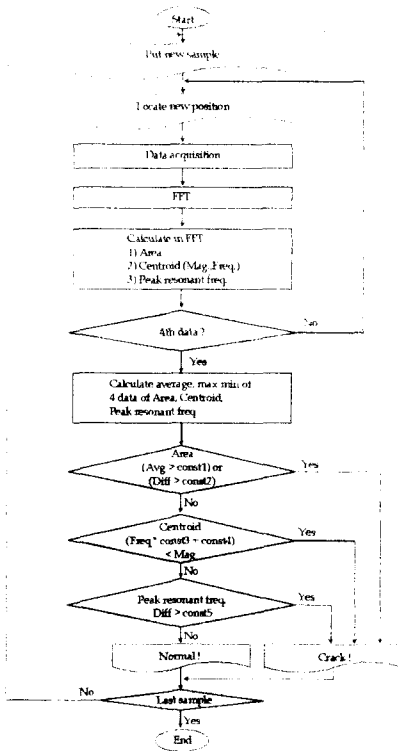 Start
Put new sample
Locate new position
Data acquisition
FFT
Calculate in FFT
1) Area
2) Centroid (Mag., Freq.)
3) Peak resonant freq.
4th data ?
No
Yes
Calculate average, max min of
4 data of Area, Centroid,
Peak resonant freq
Area
(Avg > const1) or
(Diff > const2)
Yes
No
Centroid
(Freq * const3 + const4)
< Mag
Yes
No
Peak resonant freq.
Diff > const5
Yes
No
Normal !
Crack !
No
Last sample
Yes
End